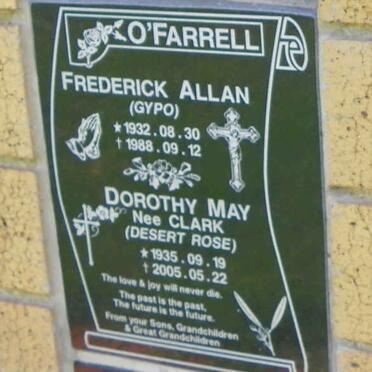 O'FARRELL
FREDERICK ALLAN
(GYPO)
★ 1932.08.30
† 1988.09.12
DOROTHY MAY
Nee CLARK
(DESERT ROSE)
★ 1935.09.19
† 2005.05.22
The love & joy will never die.
The past is the past,
The future is the future.
From your Sons, Grandchildren
& Great Grandchildren